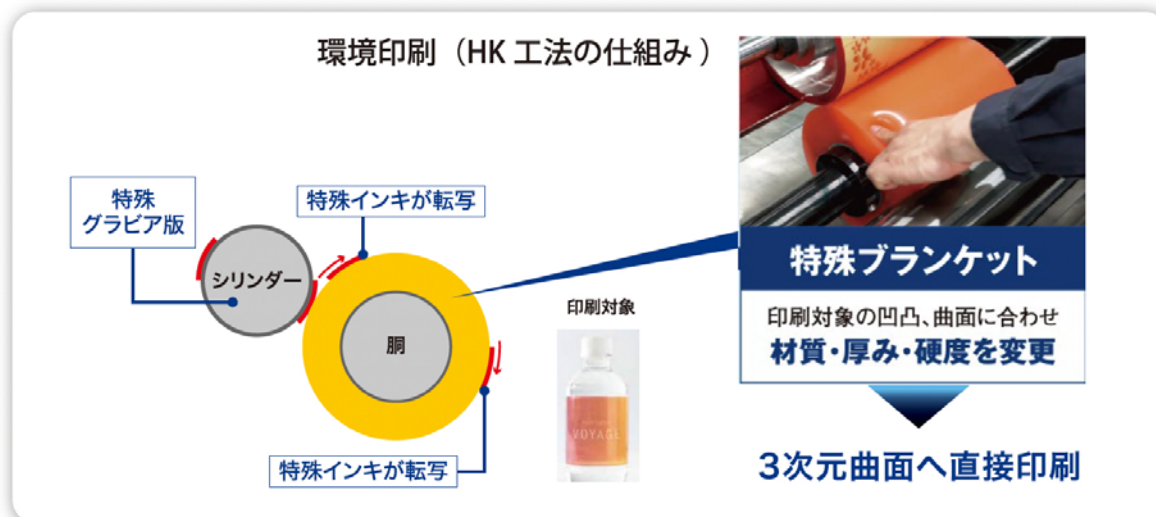 環境印刷（HK 工法の仕組み ）
特殊
グラビア版
特殊インキが転写
シリンダー
胴
特殊インキが転写
印刷対象
VOYAGE
特殊ブランケット
印刷対象の凹凸、曲面に合わせ
材質・厚み・硬度を変更
3次元曲面へ直接印刷